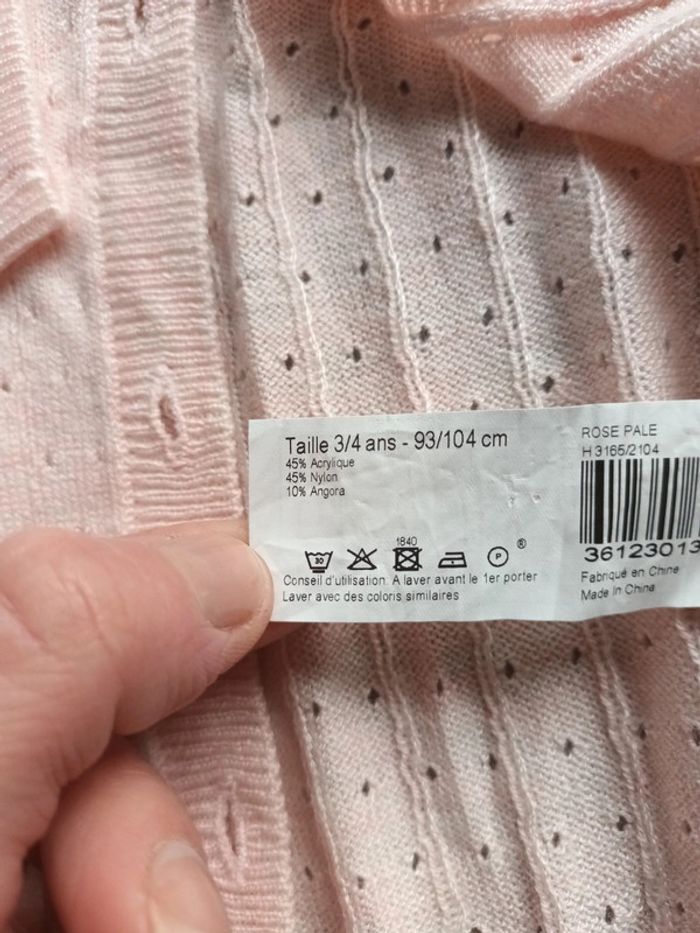 Taille 3/4 ans - 93/104 cm
45% Acrylique
45% Nylon
10% Angora
1840
30
P
®
Conseil d'utilisation: A laver avant le 1er porter
Laver avec des coloris similaires
ROSE PALE
H 3165/2104
36123013
Fabriqué en Chine
Made In China